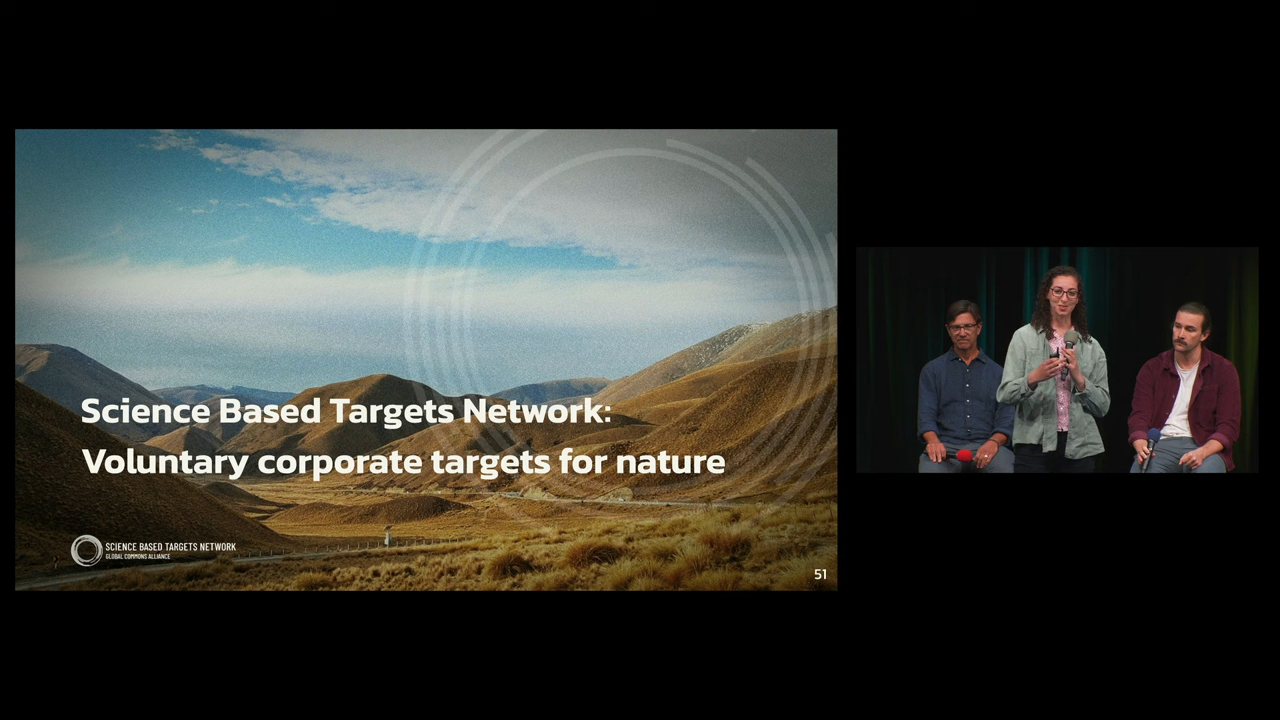 Science Based Targets Network:
Voluntary corporate targets for nature
SCIENCE BASED TARGETS NETWORK
GLOBAL COMMONS ALLIANCE
51